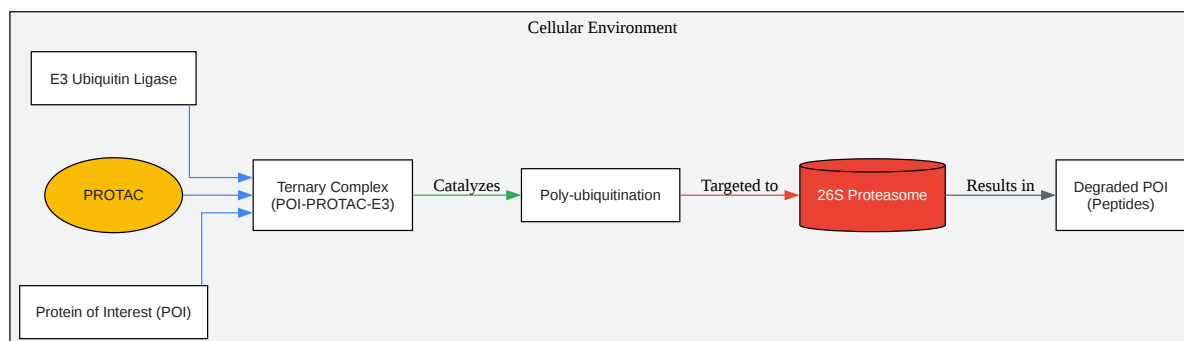 Cellular Environment
E3 Ubiquitin Ligase
PROTAC
Protein of Interest (POI)
Ternary Complex
(POI-PROTAC-E3)
Catalyzes
Poly-ubiquitination
Targeted to
26S Proteasome
Results in
Degraded POI
(Peptides)